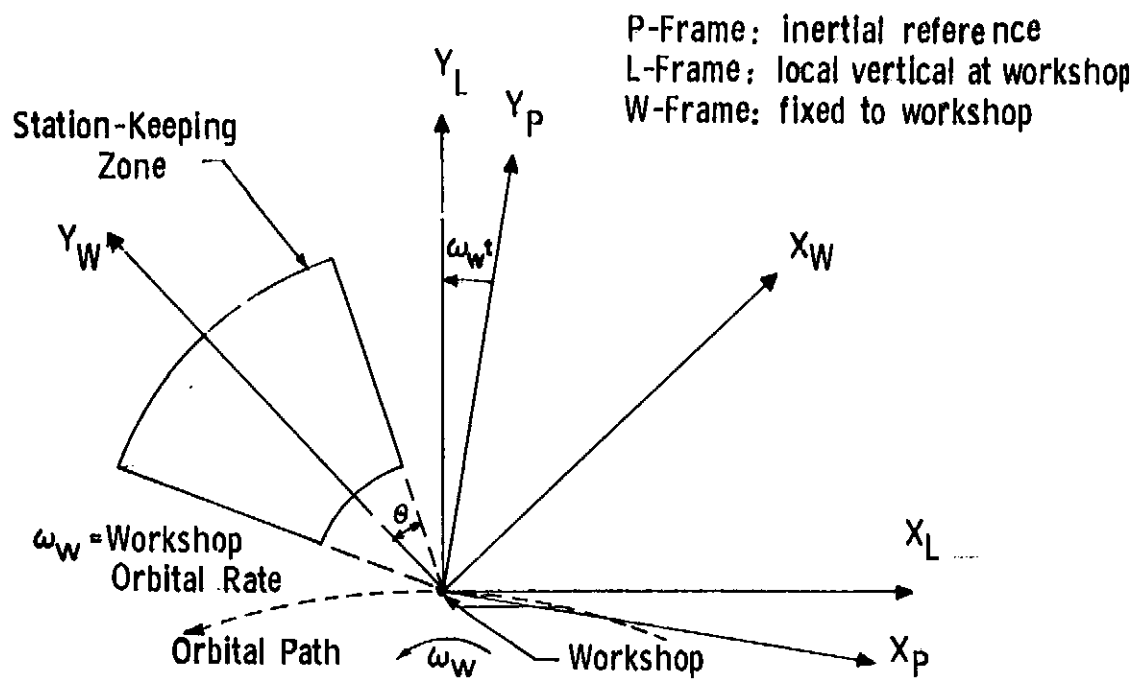 P-Frame: inertial reference
L-Frame: local vertical at workshop
W-Frame: fixed to workshop
Y_L
Y_P
Station-Keeping
Zone
Y_W
ω_W t
X_W
θ
ω_W = Workshop
Orbital Rate
X_L
Orbital Path
ω_W
Workshop
X_P